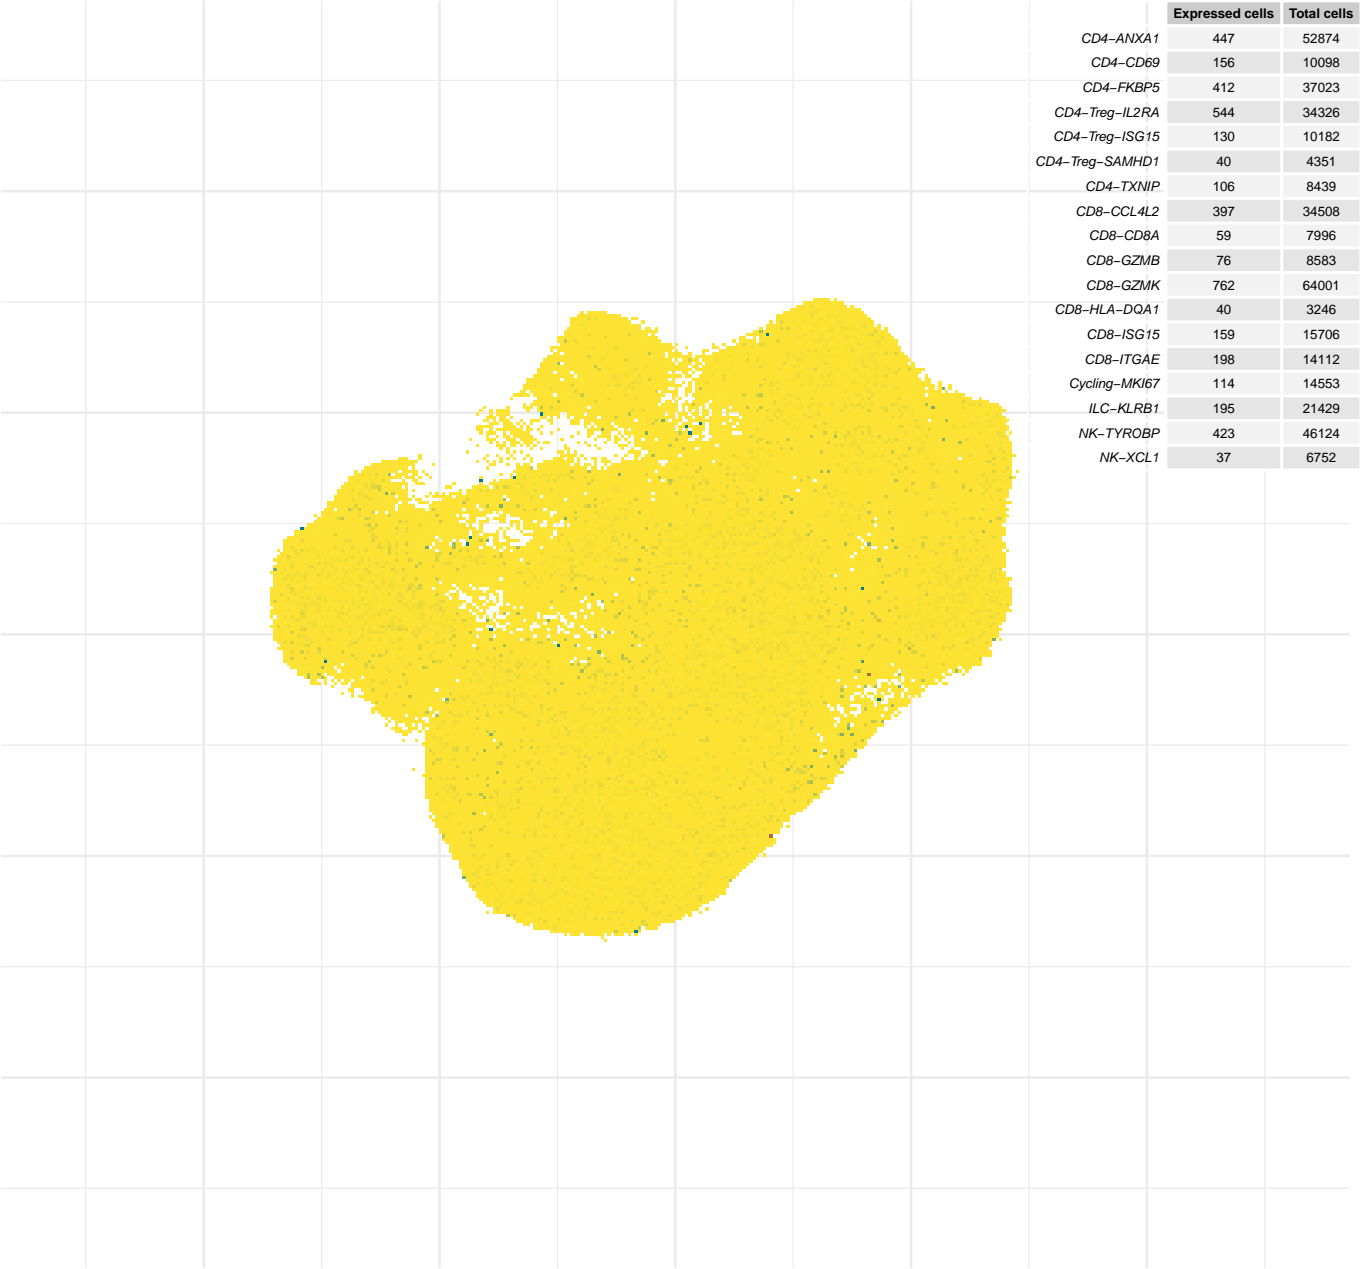 Expressed cells Total cells
CD4−ANXA1 447 52874
CD4−CD69 156 10098
CD4−FKBP5 412 37023
CD4−Treg−IL2RA 544 34326
CD4−Treg−ISG15 130 10182
CD4−Treg−SAMHD1 40 4351
CD4−TXNIP 106 8439
CD8−CCL4L2 397 34508
CD8−CD8A 59 7996
CD8−GZMB 76 8583
CD8−GZMK 762 64001
CD8−HLA−DQA1 40 3246
CD8−ISG15 159 15706
CD8−ITGAE 198 14112
Cycling−MKI67 114 14553
ILC−KLRB1 195 21429
NK−TYROBP 423 46124
NK−XCL1 37 6752